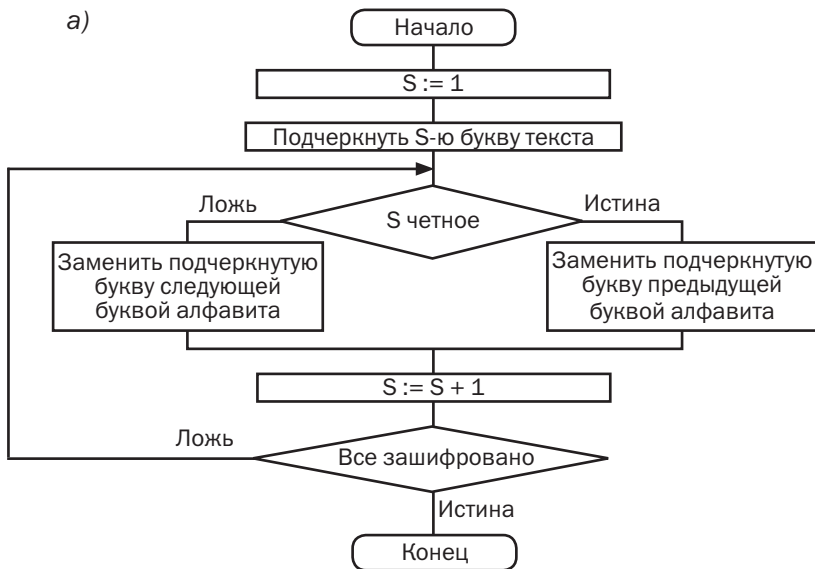 а)
Начало
S := 1
Подчеркнуть S-ю букву текста
Ложь
S четное
Истина
Заменить подчеркнутую
букву следующей
буквой алфавита
Заменить подчеркнутую
букву предыдущей
буквой алфавита
S := S + 1
Ложь
Все зашифровано
Истина
Конец